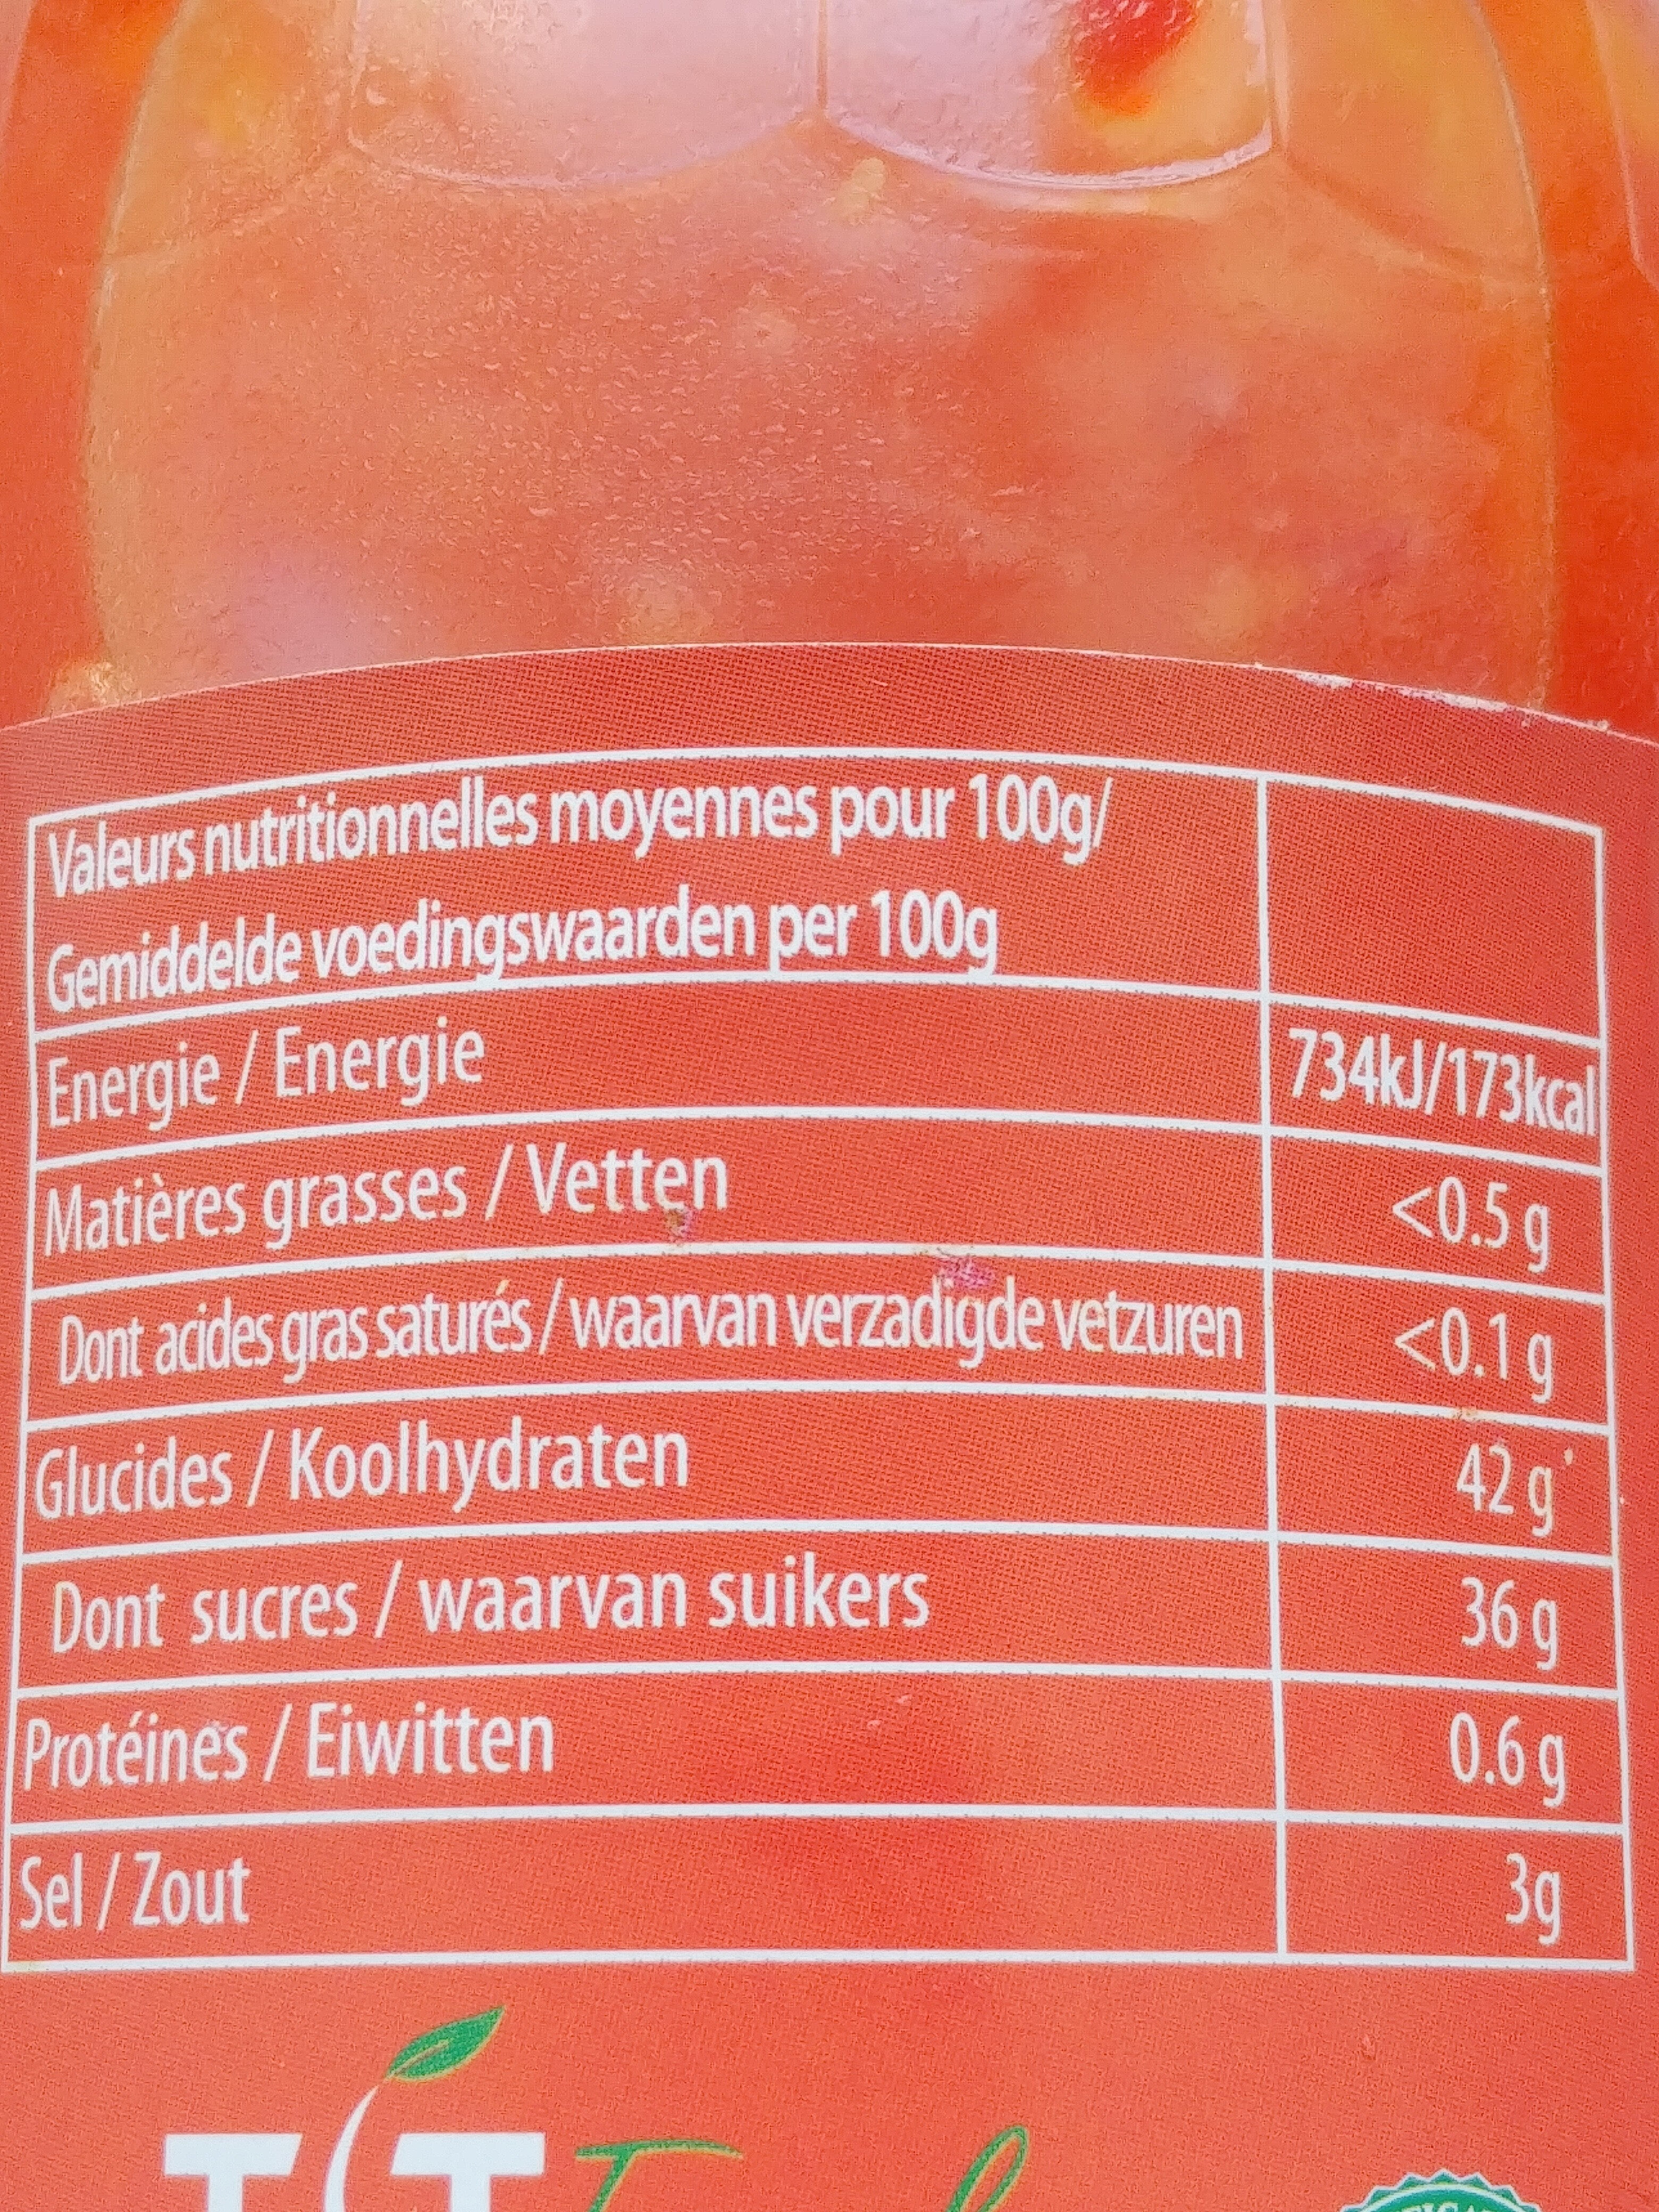 Valeurs nutritionnelles moyennes pour 100g/
Gemiddelde voedingswaarden per 100g
Energie / Energie 734kJ/173kcal
Matières grasses / Vetten <0.5 g
Dont acides gras saturés / waarvan verzadigde vetzuren <0.1 g
Glucides / Koolhydraten 42 g
Dont sucres / waarvan suikers 36 g
Protéines / Eiwitten 0.6 g
Sel / Zout 3g